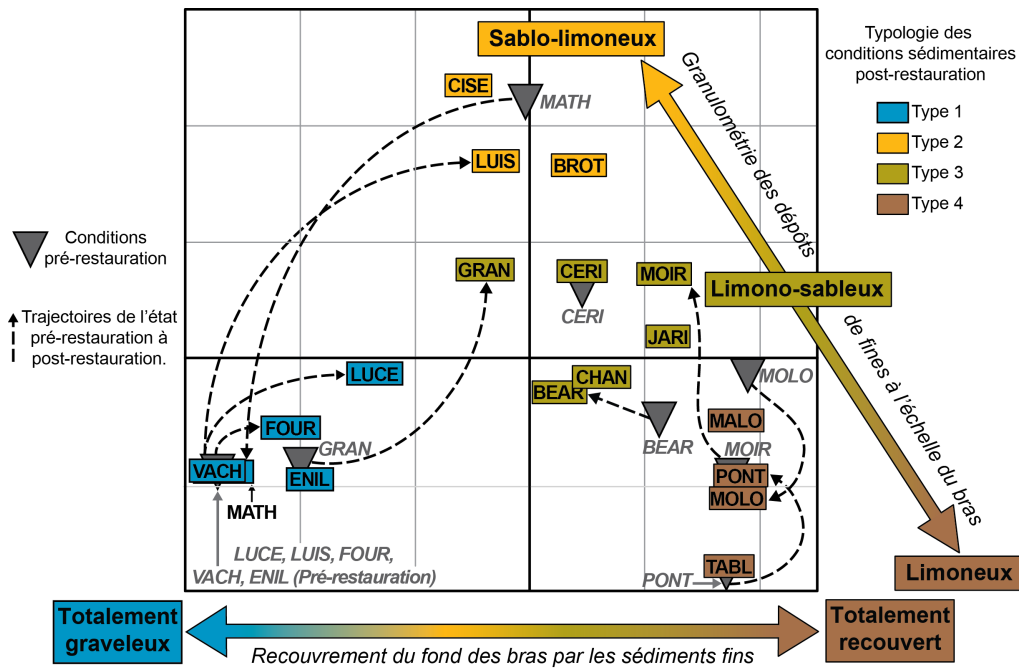 Sablo-limoneux
Typologie des
conditions sédimentaires
post-restauration
Type 1
Type 2
Type 3
Type 4
Granulométrie des dépôts
de fines à l'échelle du bras
CISE
MATH
LUIS
BROT
Conditions
pré-restauration
GRAN
CERI
MOIR
Limono-sableux
CERI
Trajectoires de l'état
pré-restauration à
post-restauration.
JARI
LUCE
CHAN
MOLO
BEAR
MALO
FOUR
GRAN
BEAR
MOIR
VACH
ENIL
PONT
MOLO
MATH
LUCE, LUIS, FOUR,
VACH, ENIL (Pré-restauration)
PONT
TABL
Limoneux
Totalement
graveleux
Totalement
recouvert
Recouvrement du fond des bras par les sédiments fins